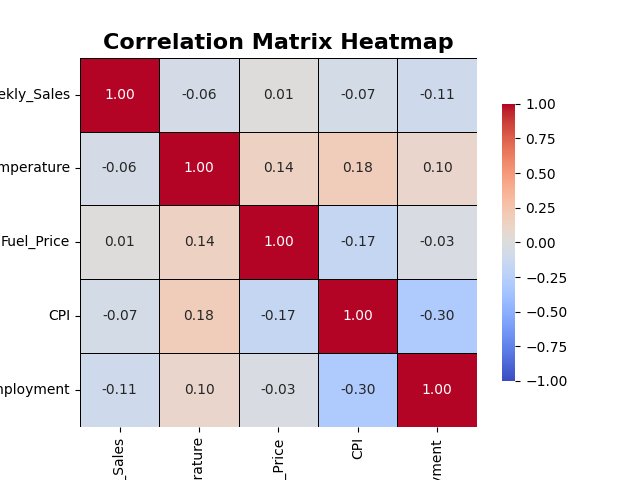 Correlation Matrix Heatmap
ekly_Sales 1.00 -0.06 0.01 -0.07 -0.11
mperature -0.06 1.00 0.14 0.18 0.10
Fuel_Price 0.01 0.14 1.00 -0.17 -0.03
CPI -0.07 0.18 -0.17 1.00 -0.30
nployment -0.11 0.10 -0.03 -0.30 1.00
_Sales
rature
_Price
CPI
yment
1.00
0.75
0.50
0.25
0.00
−0.25
−0.50
−0.75
−1.00